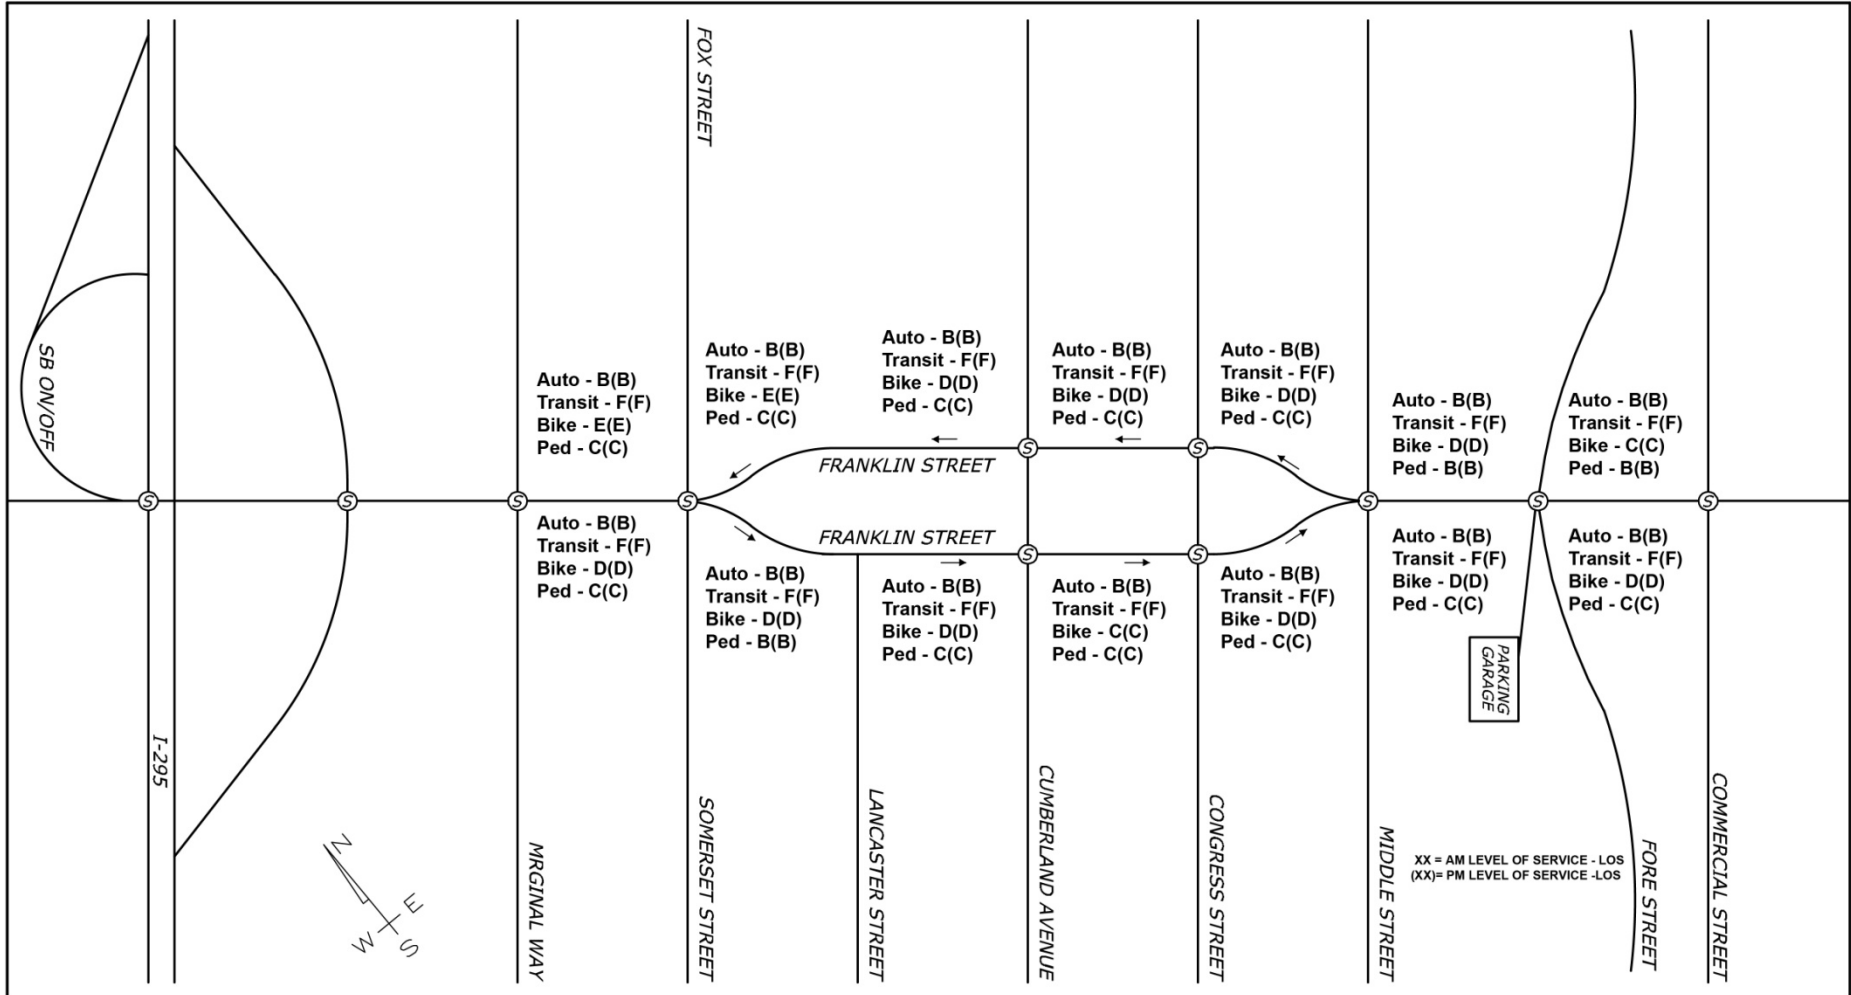 FOX STREET
SB ON/OFF
Auto - B(B)
Transit - F(F)
Bike - E(E)
Ped - C(C)
Auto - B(B)
Transit - F(F)
Bike - E(E)
Ped - C(C)
Auto - B(B)
Transit - F(F)
Bike - D(D)
Ped - C(C)
Auto - B(B)
Transit - F(F)
Bike - D(D)
Ped - C(C)
Auto - B(B)
Transit - F(F)
Bike - D(D)
Ped - C(C)
Auto - B(B)
Transit - F(F)
Bike - D(D)
Ped - B(B)
Auto - B(B)
Transit - F(F)
Bike - C(C)
Ped - B(B)
FRANKLIN STREET
S
S
S
S
S
S
S
S
S
FRANKLIN STREET
S
S
Auto - B(B)
Transit - F(F)
Bike - D(D)
Ped - C(C)
Auto - B(B)
Transit - F(F)
Bike - D(D)
Ped - B(B)
Auto - B(B)
Transit - F(F)
Bike - D(D)
Ped - C(C)
Auto - B(B)
Transit - F(F)
Bike - C(C)
Ped - C(C)
Auto - B(B)
Transit - F(F)
Bike - D(D)
Ped - C(C)
Auto - B(B)
Transit - F(F)
Bike - D(D)
Ped - C(C)
Auto - B(B)
Transit - F(F)
Bike - D(D)
Ped - C(C)
PARKING
GARAGE
I-295
MRGINAL WAY
SOMERSET STREET
LANCASTER STREET
CUMBERLAND AVENUE
CONGRESS STREET
MIDDLE STREET
FORE STREET
COMMERCIAL STREET
N
E
W
S
XX = AM LEVEL OF SERVICE - LOS
(XX)= PM LEVEL OF SERVICE -LOS